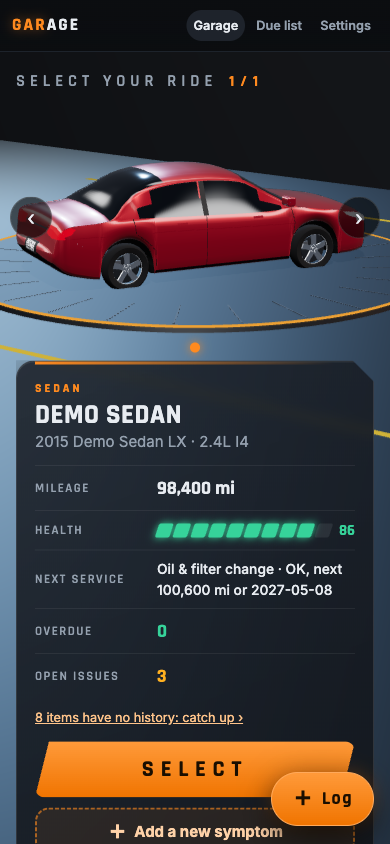 GARAGE
Garage
Due list
Settings
SELECT YOUR RIDE 1/1
‹
›
SEDAN
DEMO SEDAN
2015 Demo Sedan LX · 2.4L I4
MILEAGE 98,400 mi
HEALTH 86
NEXT SERVICE Oil & filter change · OK, next
100,600 mi or 2027-05-08
OVERDUE 0
OPEN ISSUES 3
8 items have no history: catch up ›
SELECT
+ Log
+ Add a new symptom